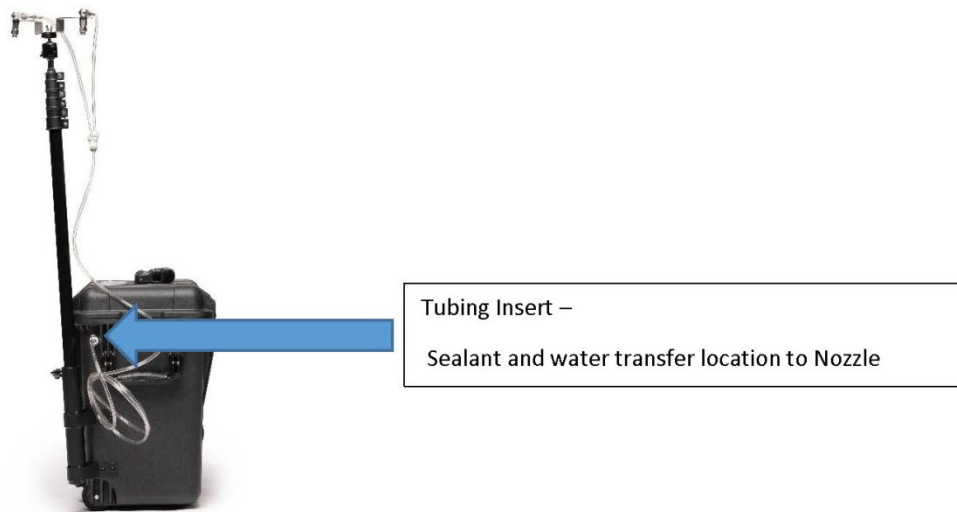 Tubing Insert –
Sealant and water transfer location to Nozzle